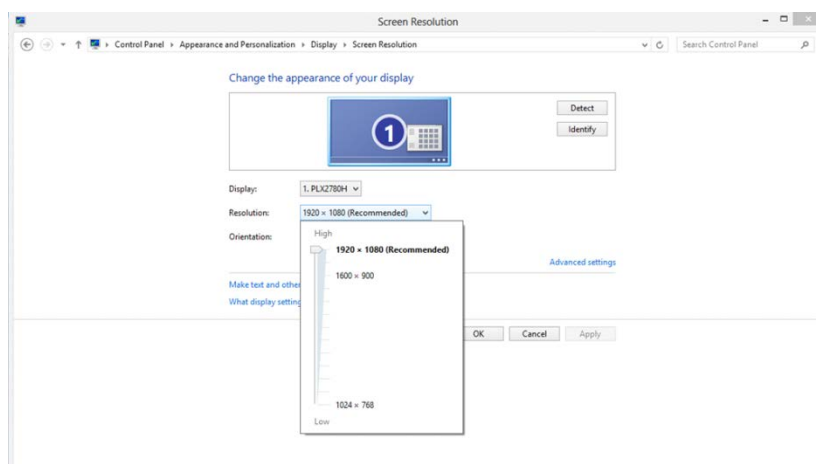 Screen Resolution
Control Panel Appearance and Personalization Display Screen Resolution
Search Control Panel
Change the appearance of your display
1
Detect
Identify
Display: 1. PLX2780H
Resolution: 1920 × 1080 (Recommended)
Orientation:
High
1920 × 1080 (Recommended)
1600 × 900
Advanced settings
Make text and other
What display setting
OK Cancel Apply
1024 × 768
Low